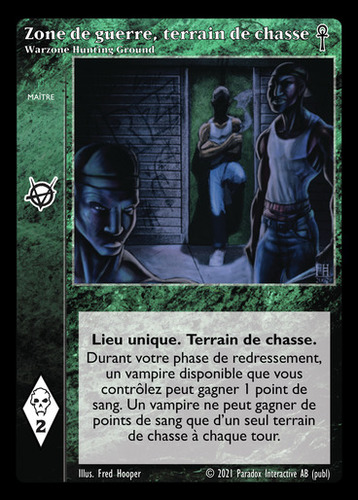 Zone de guerre, terrain de chasse
Warzone Hunting Ground
MAÎTRE
Lieu unique. Terrain de chasse.
Durant votre phase de redressement,
un vampire disponible que vous
contrôlez peut gagner 1 point de
sang. Un vampire ne peut gagner de
points de sang que d'un seul terrain
de chasse à chaque tour.
2
Illus. Fred Hooper
© 2021 Paradox Interactive AB (publ)